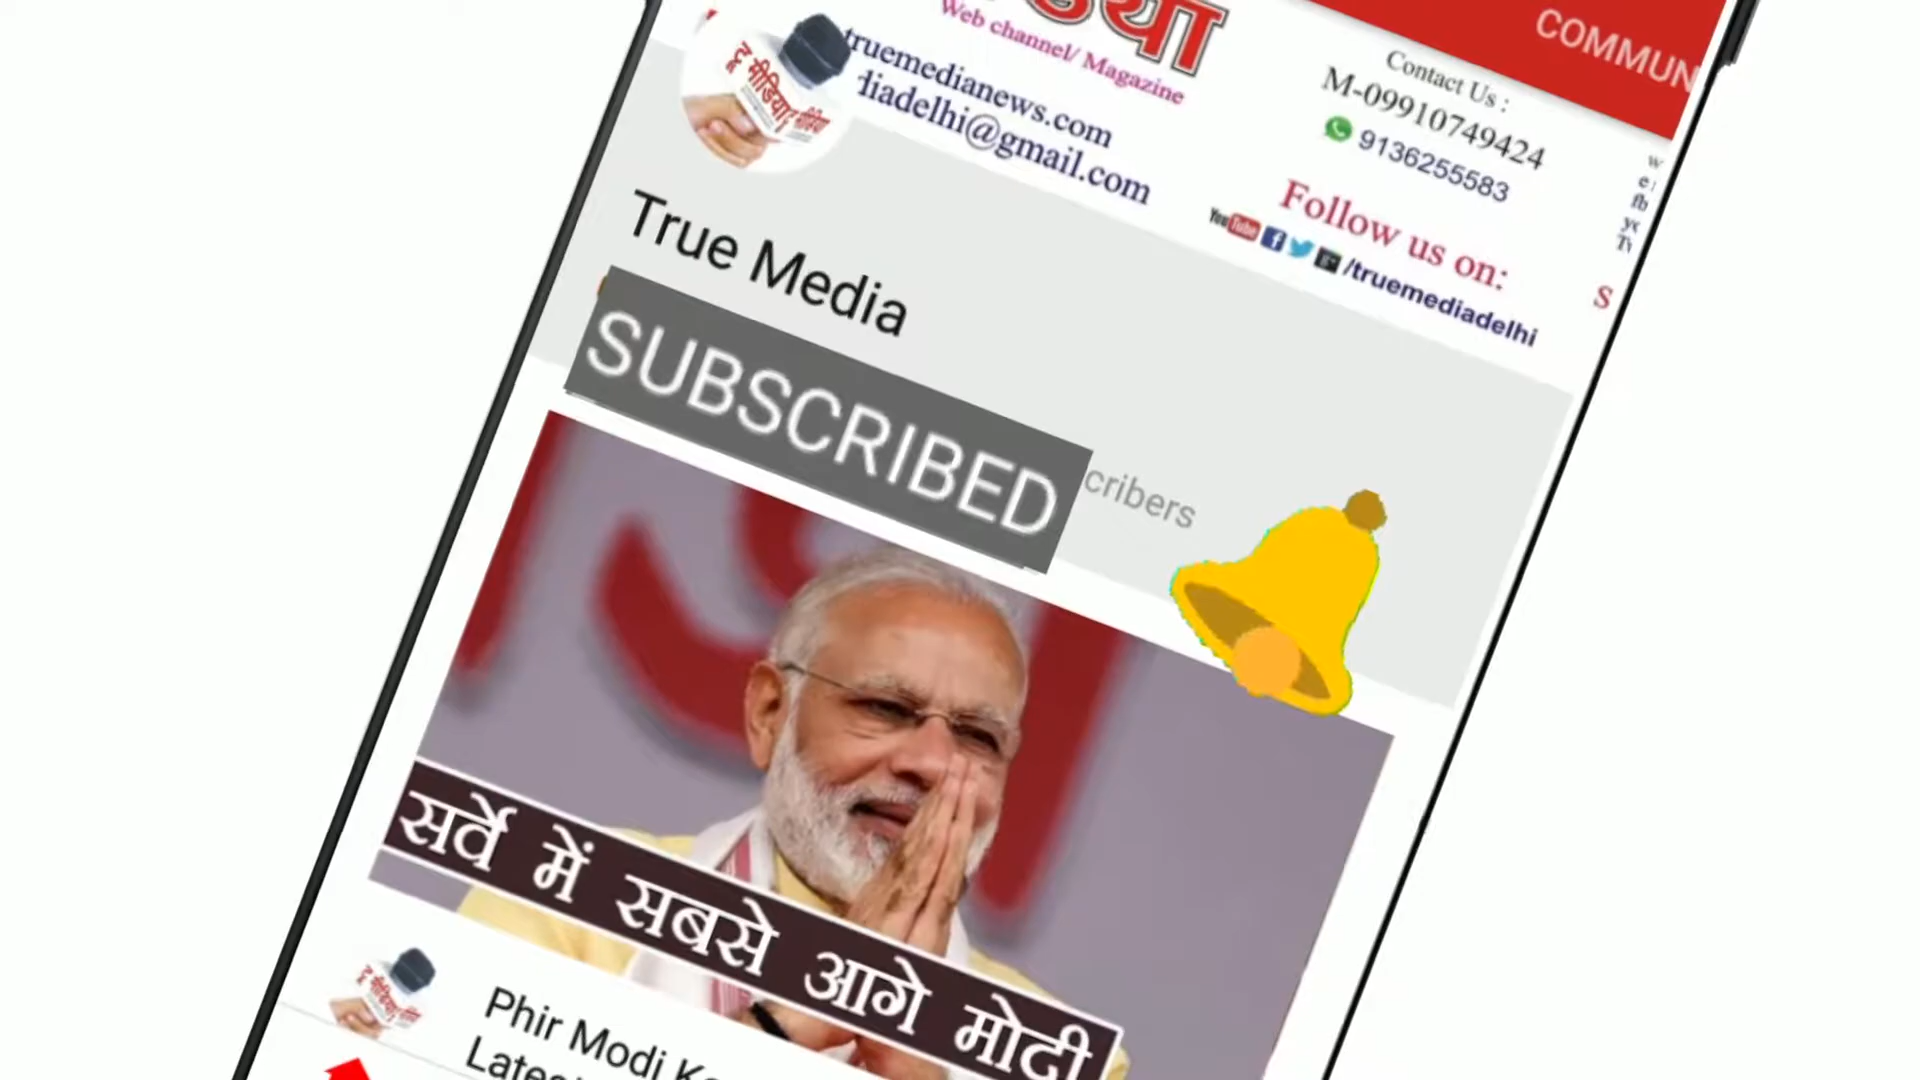 डिया
Web channel/ Magazine
truemedianews.com
diadelhi@gmail.com
Contact Us :
M-09910749424
9136255583
Follow us on:
YouTube
/truemediadelhi
COMMUN
ट्रू मीडिया
True Media
SUBSCRIBED
cribers
सर्वे में सबसे आगे मोदी
Phir Modi